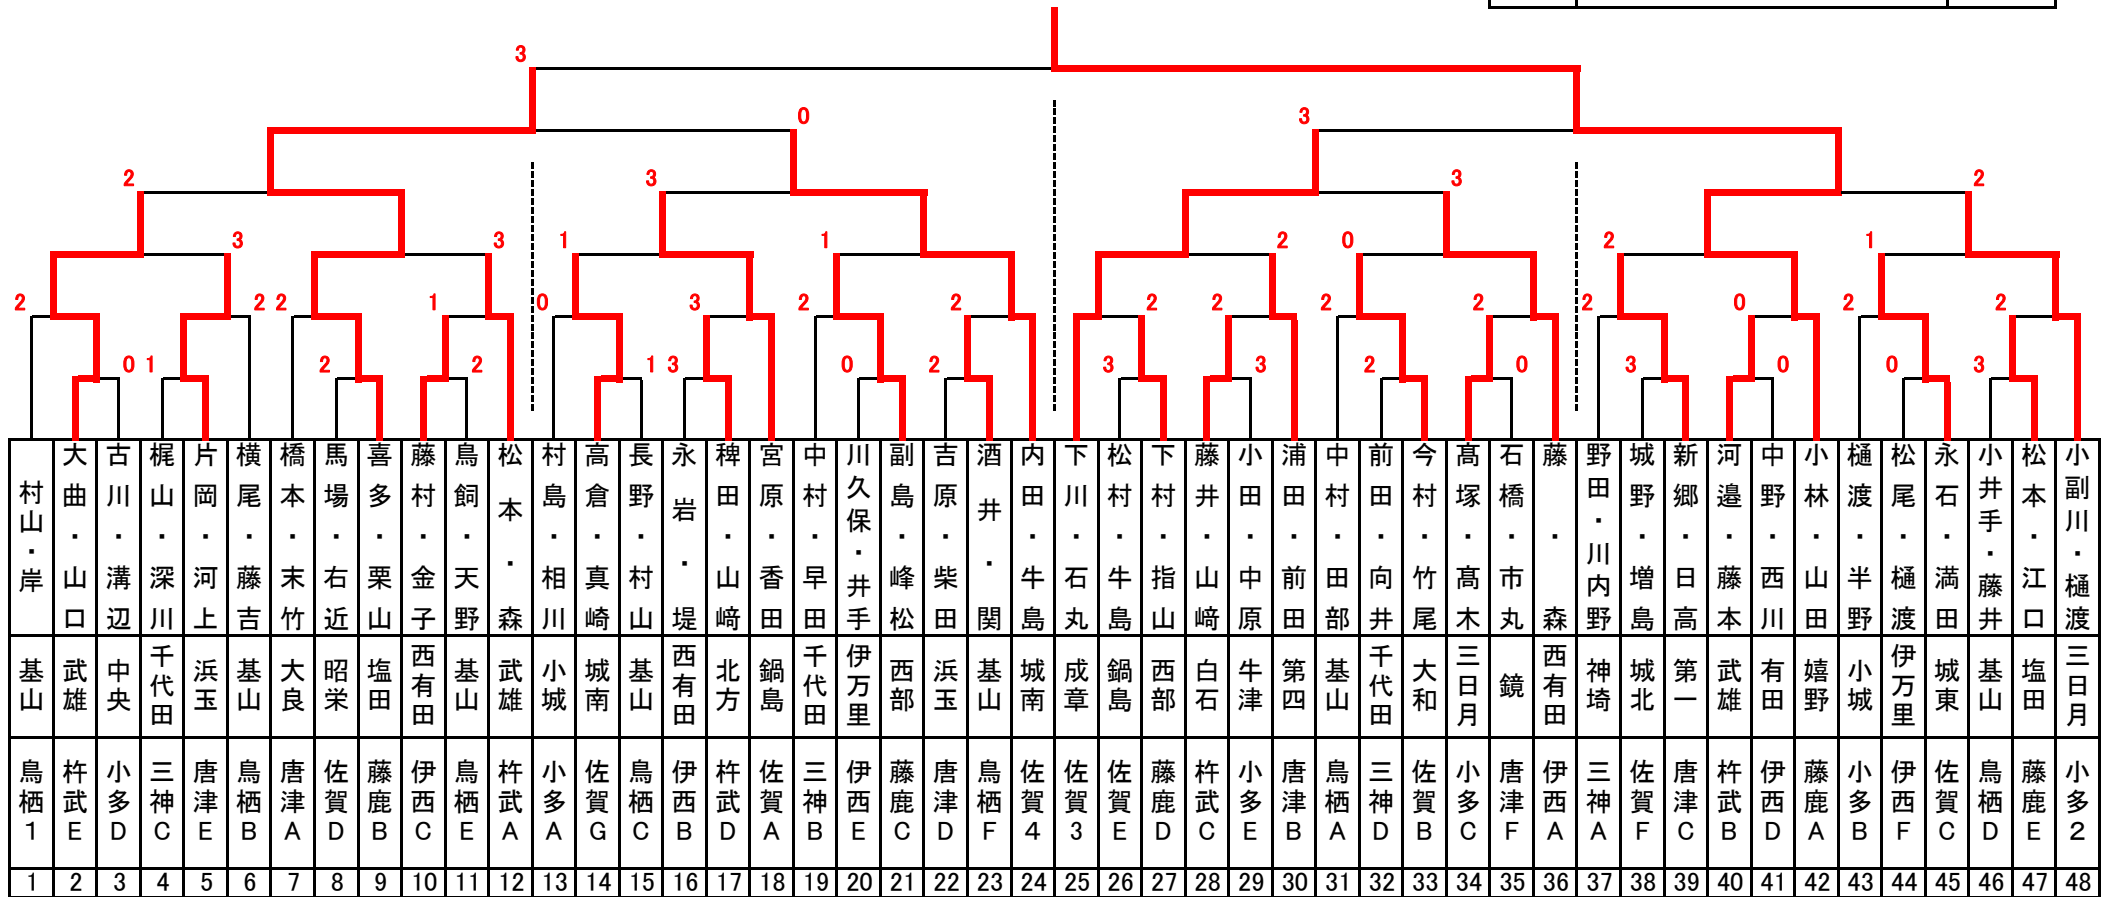 3
0 3
2 3 3 2
3 3 1 1 2 0 2 1
2 2 2 1 0 3 2 2 2 2 2 2 2 0 2 2
0 1 2 2 1 3 0 2 3 3 2 0 3 0 0 3
村山・岸 大曲・山口 古川・溝辺 梶山・深川 片岡・河上 横尾・藤吉 橋本・末竹 馬場・右近 喜多・栗山 藤村・金子 鳥飼・天野 松本・森 村島・相川 高倉・真崎 長野・村山 永岩・堤 稗田・山﨑 宮原・香田 中村・早田 川久保・井手 副島・峰松 吉原・柴田 酒井・関 内田・牛島 下川・石丸 松村・牛島 下村・指山 藤井・山﨑 小田・中原 浦田・前田 中村・田部 前田・向井 今村・竹尾 髙塚・髙木 石橋・市丸 藤・森 野田・川内野 城野・増島 新郷・日高 河邉・藤本 中野・西川 小林・山田 樋渡・半野 松尾・樋渡 永石・満田 小井手・藤井 松本・江口 小副川・樋渡
基山 武雄 中央 千代田 浜玉 基山 大良 昭栄 塩田 西有田 基山 武雄 小城 城南 基山 西有田 北方 鍋島 千代田 伊万里 西部 浜玉 基山 城南 成章 鍋島 西部 白石 牛津 第四 基山 千代田 大和 三日月 鏡 西有田 神埼 城北 第一 武雄 有田 嬉野 小城 伊万里 城東 基山 塩田 三日月
鳥栖1 杵武E 小多D 三神C 唐津E 鳥栖B 唐津A 佐賀D 藤鹿B 伊西C 鳥栖E 杵武A 小多A 佐賀G 鳥栖C 伊西B 杵武D 佐賀A 三神B 伊西E 藤鹿C 唐津D 鳥栖F 佐賀4 佐賀3 佐賀E 藤鹿D 杵武C 小多E 唐津B 鳥栖A 三神D 佐賀B 小多C 唐津F 伊西A 三神A 佐賀F 唐津C 杵武B 伊西D 藤鹿A 小多B 伊西F 佐賀C 鳥栖D 藤鹿E 小多2
1 2 3 4 5 6 7 8 9 10 11 12 13 14 15 16 17 18 19 20 21 22 23 24 25 26 27 28 29 30 31 32 33 34 35 36 37 38 39 40 41 42 43 44 45 46 47 48